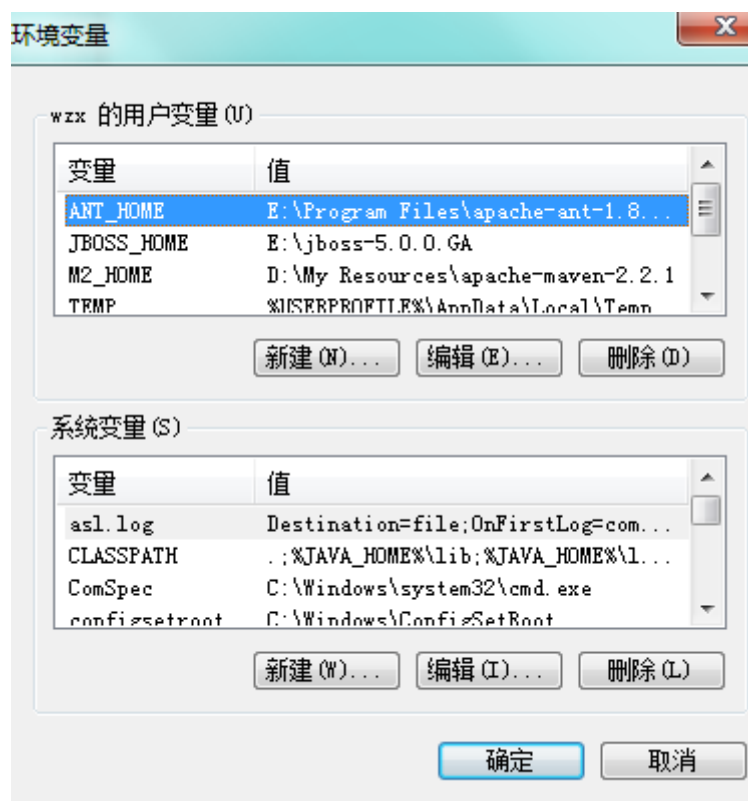 环境变量
wzx 的用户变量(U)
变量 值
ANT_HOME E:\Program Files\apache-ant-1.8...
JBOSS_HOME E:\jboss-5.0.0.GA
M2_HOME D:\My Resources\apache-maven-2.2.1
TEMP %USERPROFILE%\AppData\Local\Temp
新建(N)... 编辑(E)... 删除(D)
系统变量(S)
变量 值
asl.log Destination=file;OnFirstLog=com...
CLASSPATH .;%JAVA_HOME%\lib;%JAVA_HOME%\l...
ComSpec C:\Windows\system32\cmd.exe
configsetroot C:\Windows\ConfigSetRoot
新建(W)... 编辑(I)... 删除(L)
确定 取消